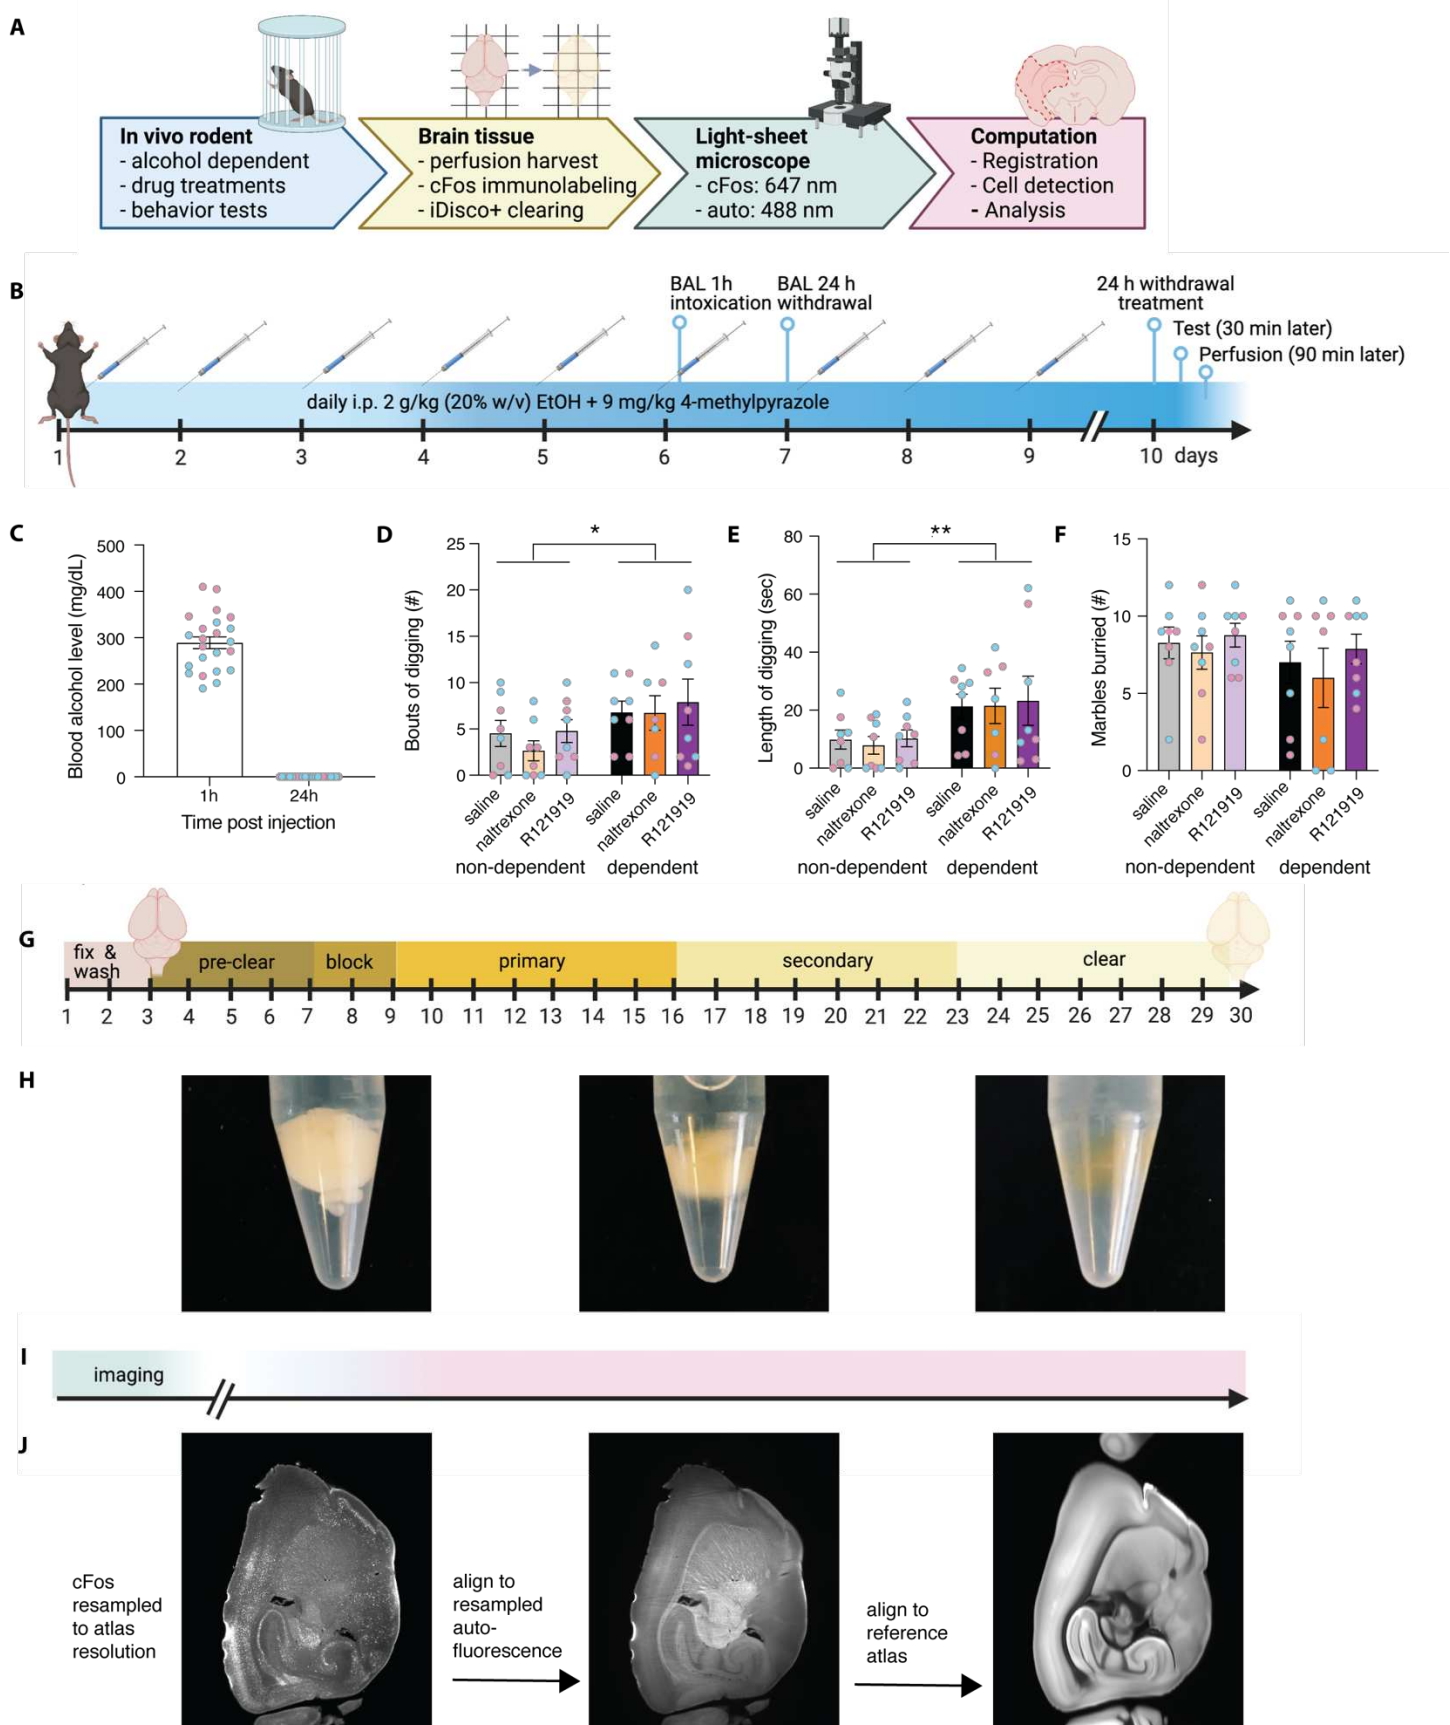 A
In vivo rodent
- alcohol dependent
- drug treatments
- behavior tests
Brain tissue
- perfusion harvest
- cFos immunolabeling
- iDisco+ clearing
Light-sheet
microscope
- cFos: 647 nm
- auto: 488 nm
Computation
- Registration
- Cell detection
- Analysis
B
BAL 1h
intoxication
BAL 24 h
withdrawal
24 h withdrawal
treatment
Test (30 min later)
Perfusion (90 min later)
daily i.p. 2 g/kg (20% w/v) EtOH + 9 mg/kg 4-methylpyrazole
1 2 3 4 5 6 7 8 9 10 days
C
Blood alcohol level (mg/dL)
500
400
300
200
100
0
1h 24h
Time post injection
D
Bouts of digging (#)
25
20
15
10
5
0
*
saline
naltrexone
R121919
saline
naltrexone
R121919
non-dependent dependent
E
Length of digging (sec)
80
60
40
20
0
**
saline
naltrexone
R121919
saline
naltrexone
R121919
non-dependent dependent
F
Marbles burried (#)
15
10
5
0
saline
naltrexone
R121919
saline
naltrexone
R121919
non-dependent dependent
G
fix &
wash
pre-clear
block
primary
secondary
clear
1 2 3 4 5 6 7 8 9 10 11 12 13 14 15 16 17 18 19 20 21 22 23 24 25 26 27 28 29 30
H
I
imaging
J
cFos
resampled
to atlas
resolution
align to
resampled
auto-
fluorescence
align to
reference
atlas